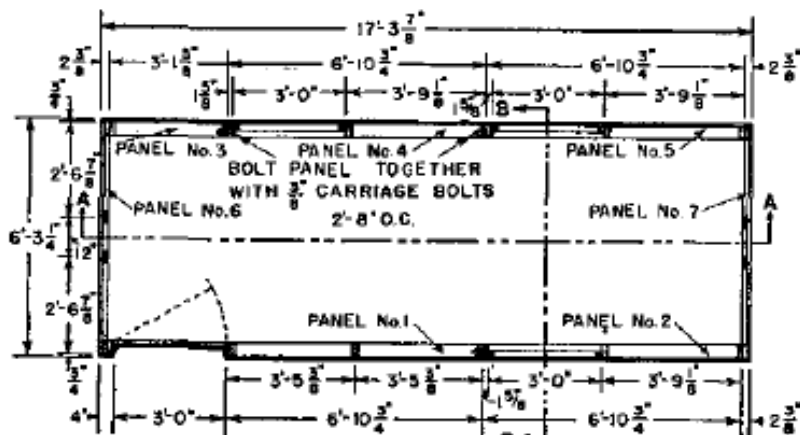 17'-3 7/8"
2 3/8" 3'-1 5/8" 6'-10 3/4" 6'-10 3/4" 2 3/8"
1 5/8" 3'-0" 3'-9 1/8" 1 5/8" B 3'-0" 3'-9 1/8"
3/4"
PANEL No.3 PANEL No.4 PANEL No.5
BOLT PANEL TOGETHER
WITH 3/8" CARRIAGE BOLTS
2'-8" O.C.
2'-6 7/8"
A PANEL No.6 PANEL No.7 A
6'-3 1/4" 12"
2'-6 7/8"
PANEL No.1 PANEL No.2
3/4" 3'-5 3/8" 3'-5 3/8" 1 5/8" 3'-0" 3'-9 1/8"
4" 3'-0" 6'-10 3/4" 6'-10 3/4" 2 3/8"